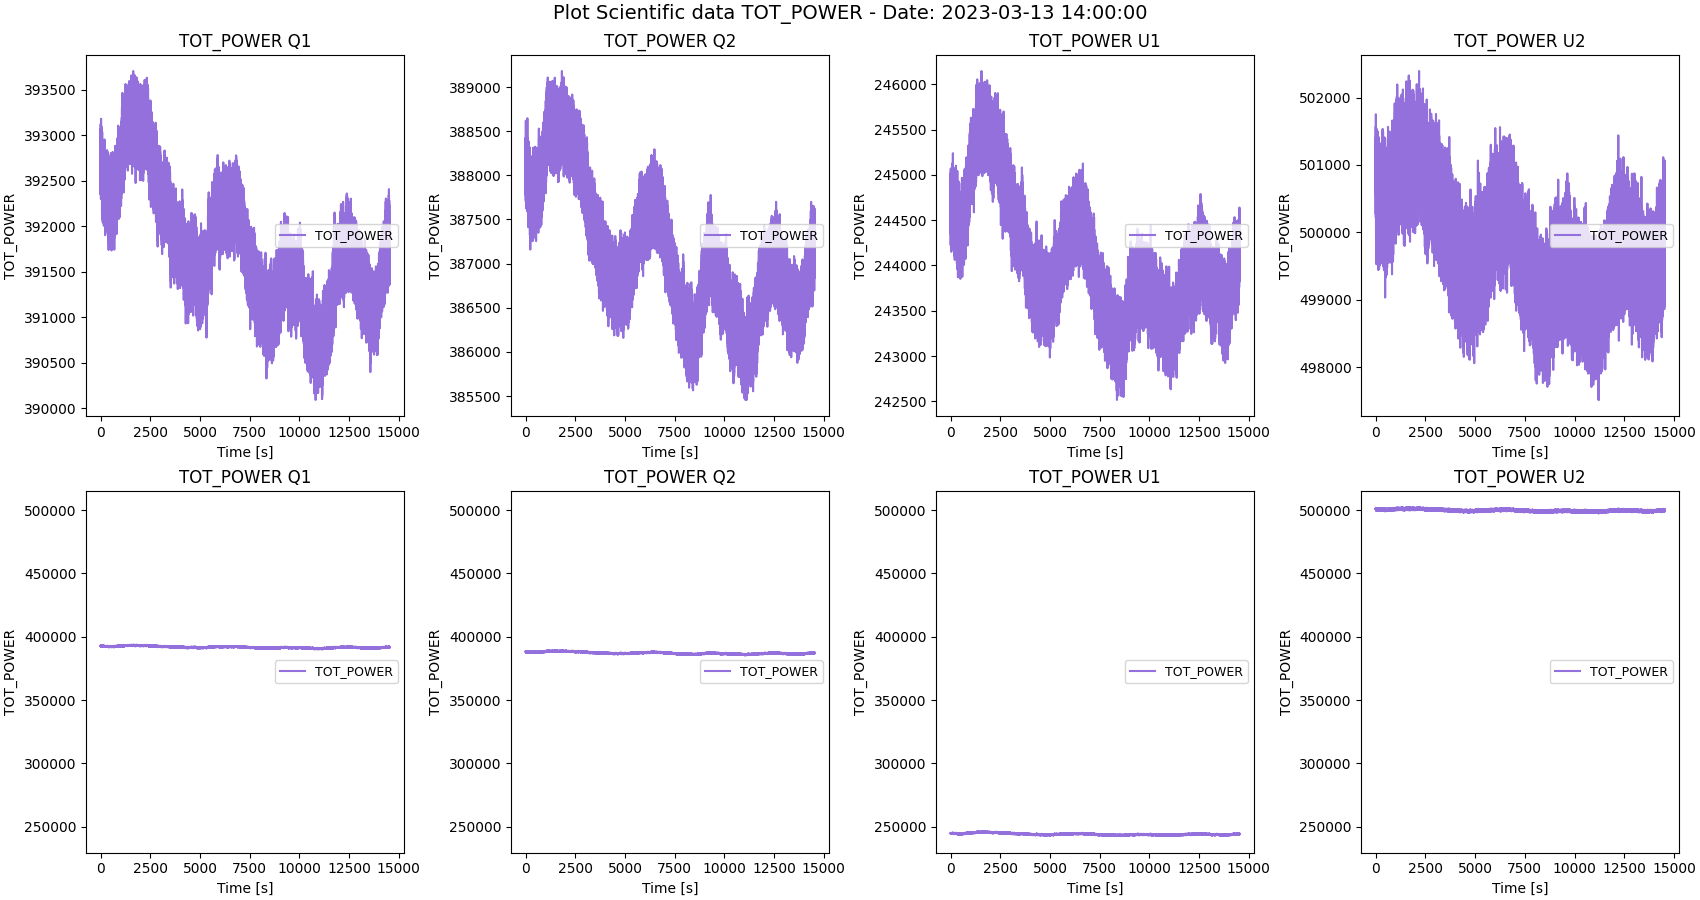 Plot Scientific data TOT_POWER - Date: 2023-03-13 14:00:00
TOT_POWER Q1
TOT_POWER
393500
393000
392500
392000
391500
391000
390500
390000
TOT_POWER
0 2500 5000 7500 10000 12500 15000
Time [s]
TOT_POWER Q2
TOT_POWER
389000
388500
388000
387500
387000
386500
386000
385500
TOT_POWER
0 2500 5000 7500 10000 12500 15000
Time [s]
TOT_POWER U1
TOT_POWER
246000
245500
245000
244500
244000
243500
243000
242500
TOT_POWER
0 2500 5000 7500 10000 12500 15000
Time [s]
TOT_POWER U2
TOT_POWER
502000
501000
500000
499000
498000
TOT_POWER
0 2500 5000 7500 10000 12500 15000
Time [s]
TOT_POWER Q1
TOT_POWER
500000
450000
400000
350000
300000
250000
TOT_POWER
0 2500 5000 7500 10000 12500 15000
Time [s]
TOT_POWER Q2
TOT_POWER
500000
450000
400000
350000
300000
250000
TOT_POWER
0 2500 5000 7500 10000 12500 15000
Time [s]
TOT_POWER U1
TOT_POWER
500000
450000
400000
350000
300000
250000
TOT_POWER
0 2500 5000 7500 10000 12500 15000
Time [s]
TOT_POWER U2
TOT_POWER
500000
450000
400000
350000
300000
250000
TOT_POWER
0 2500 5000 7500 10000 12500 15000
Time [s]